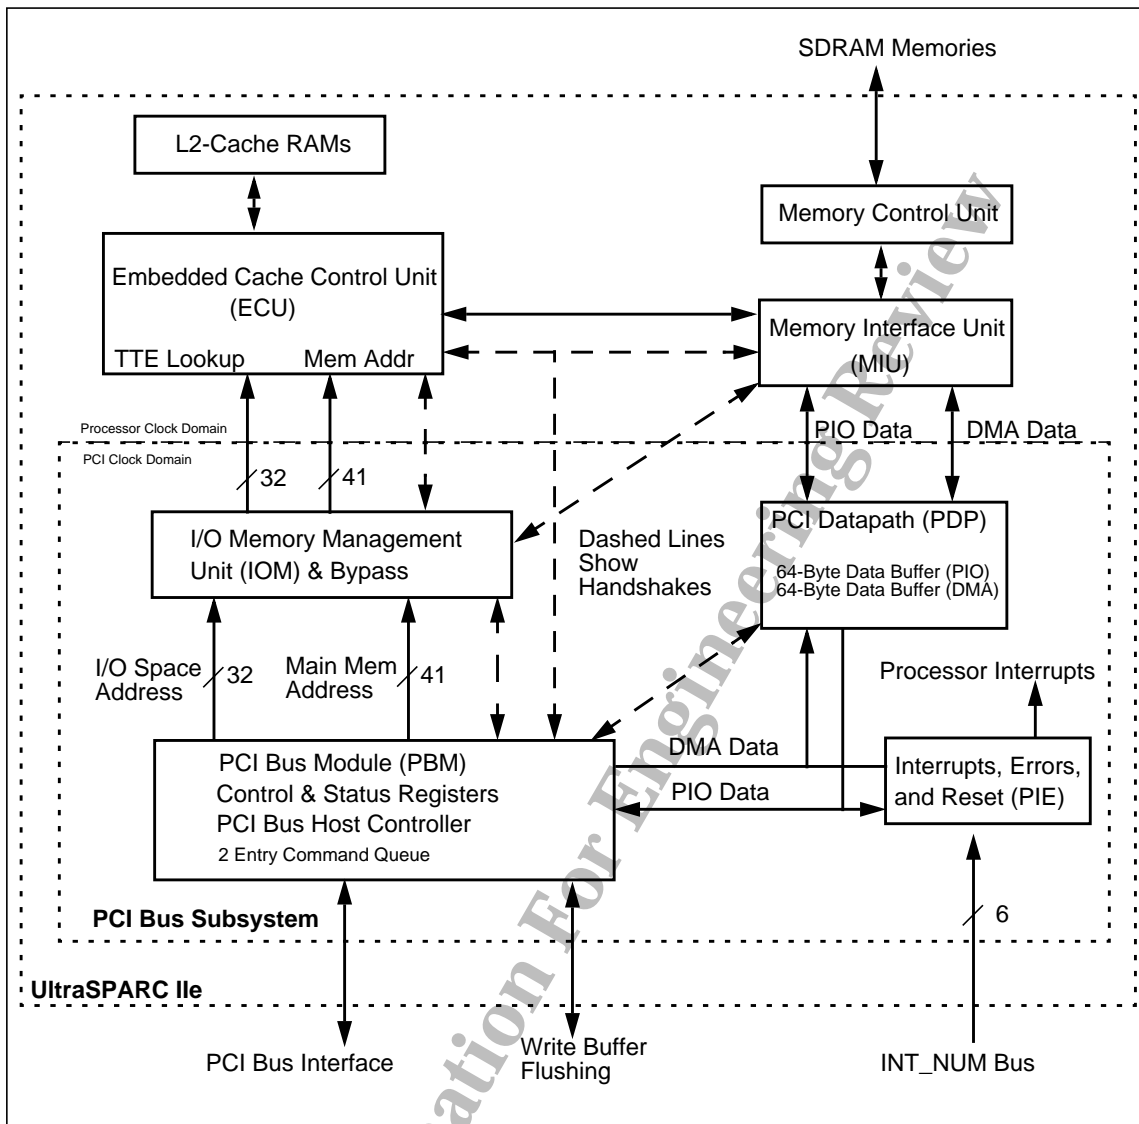 SDRAM Memories
L2-Cache RAMs
Memory Control Unit
Embedded Cache Control Unit
(ECU)
TTE Lookup
Mem Addr
Memory Interface Unit
(MIU)
Processor Clock Domain
PCI Clock Domain
PIO Data
DMA Data
32
41
I/O Memory Management
Unit (IOM) & Bypass
Dashed Lines
Show
Handshakes
PCI Datapath (PDP)
64-Byte Data Buffer (PIO)
64-Byte Data Buffer (DMA)
I/O Space
Address
32
Main Mem
Address
41
Processor Interrupts
PCI Bus Module (PBM)
Control & Status Registers
PCI Bus Host Controller
2 Entry Command Queue
DMA Data
PIO Data
Interrupts, Errors,
and Reset (PIE)
PCI Bus Subsystem
6
UltraSPARC IIe
PCI Bus Interface
Write Buffer
Flushing
INT_NUM Bus
ation For Engineering Review